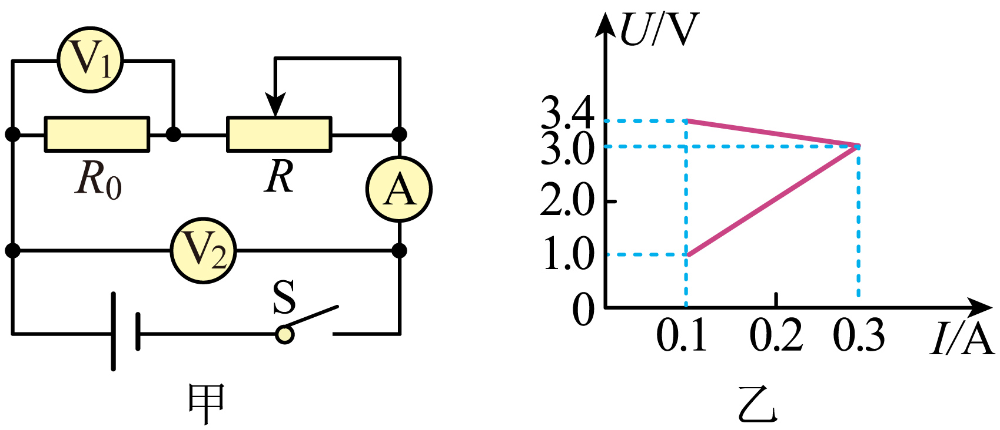 V₁
R₀
R
A
V₂
S
甲
U/V
3.4
3.0
2.0
1.0
0
0.1 0.2 0.3 I/A
乙